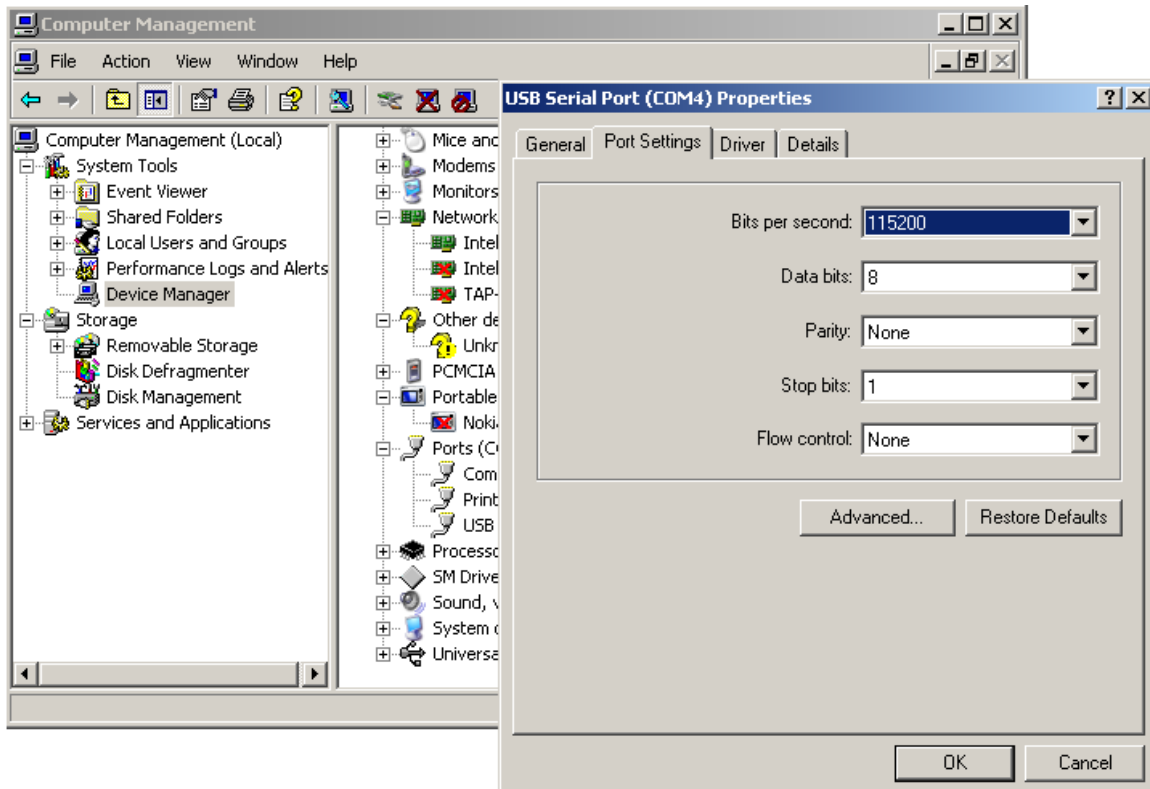 Computer Management
File Action View Window Help
Computer Management (Local)
System Tools
Event Viewer
Shared Folders
Local Users and Groups
Performance Logs and Alerts
Device Manager
Storage
Removable Storage
Disk Defragmenter
Disk Management
Services and Applications
Mice and
Modems
Monitors
Network
Intel
Intel
TAP-
Other de
Unkr
PCMCIA
Portable
Noki
Ports (C
Com
Print
USB
Processo
SM Drive
Sound, v
System
Universa
USB Serial Port (COM4) Properties
General Port Settings Driver Details
Bits per second: 115200
Data bits: 8
Parity: None
Stop bits: 1
Flow control: None
Advanced... Restore Defaults
OK Cancel